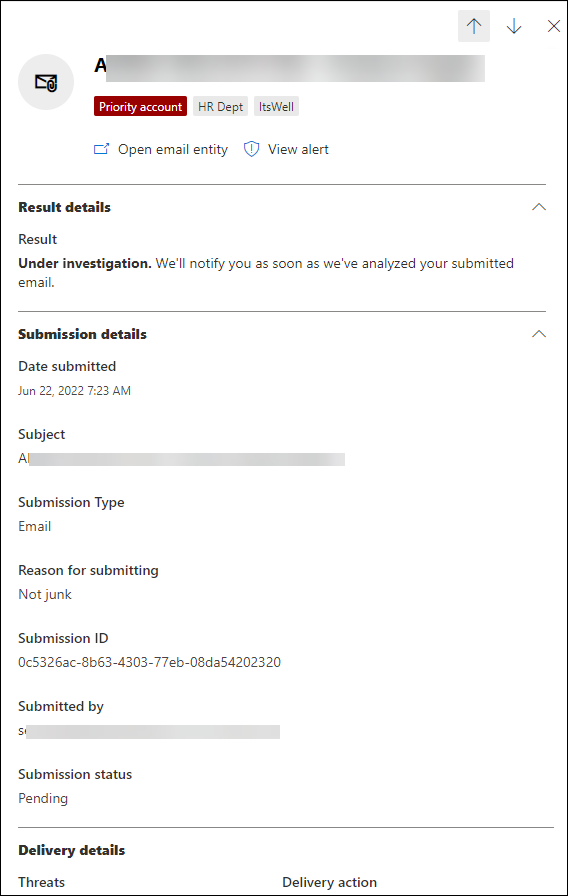 A
Priority account HR Dept ItsWell
Open email entity View alert
Result details
Result
Under investigation. We'll notify you as soon as we've analyzed your submitted
email.
Submission details
Date submitted
Jun 22, 2022 7:23 AM
Subject
Al
Submission Type
Email
Reason for submitting
Not junk
Submission ID
0c5326ac-8b63-4303-77eb-08da54202320
Submitted by
Submission status
Pending
Delivery details
Threats Delivery action